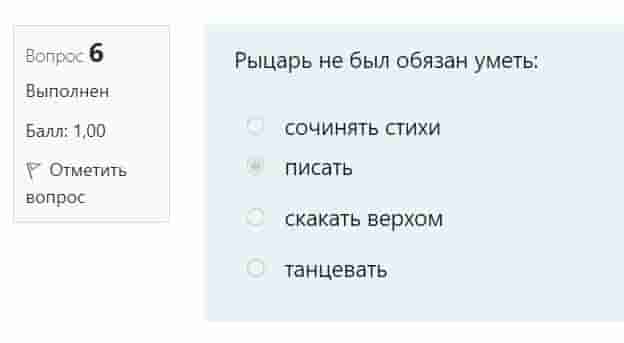 Вопрос 6
Выполнен
Балл: 1,00
Отметить
вопрос
Рыцарь не был обязан уметь:
сочинять стихи
писать
скакать верхом
танцевать